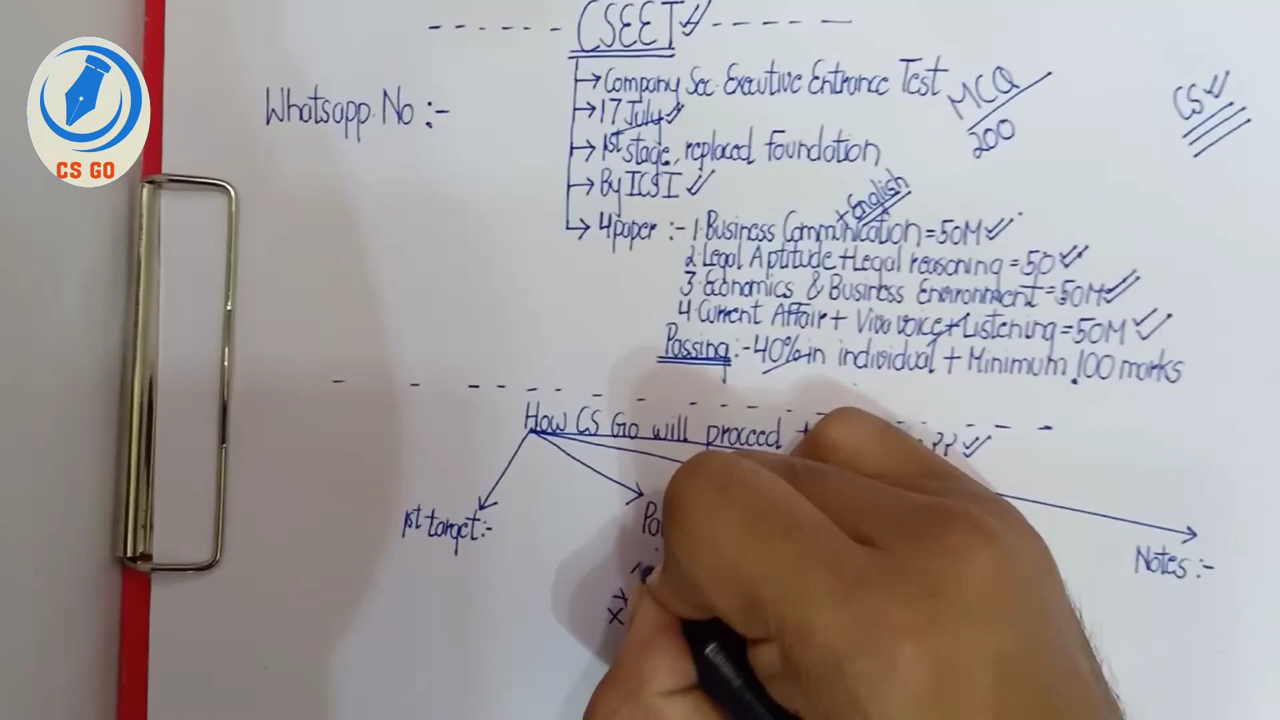 CSEET
Company Sec. Executive Entrance Test
MCQ
200
CS
CS GO
Whatsapp No :-
17 July
1st stage, replaced foundation
By ICSI
+ English
4 paper :- 1. Business Communication = 50M
2. Legal Aptitude + Legal reasoning = 50
3. Economics & Business Environment = 50M
4. Current Affair + Viva voice + Listening = 50M
Passing :- 40% in individual + Minimum 100 marks
How CS Go will proceed ??
1st target :-
Notes :-